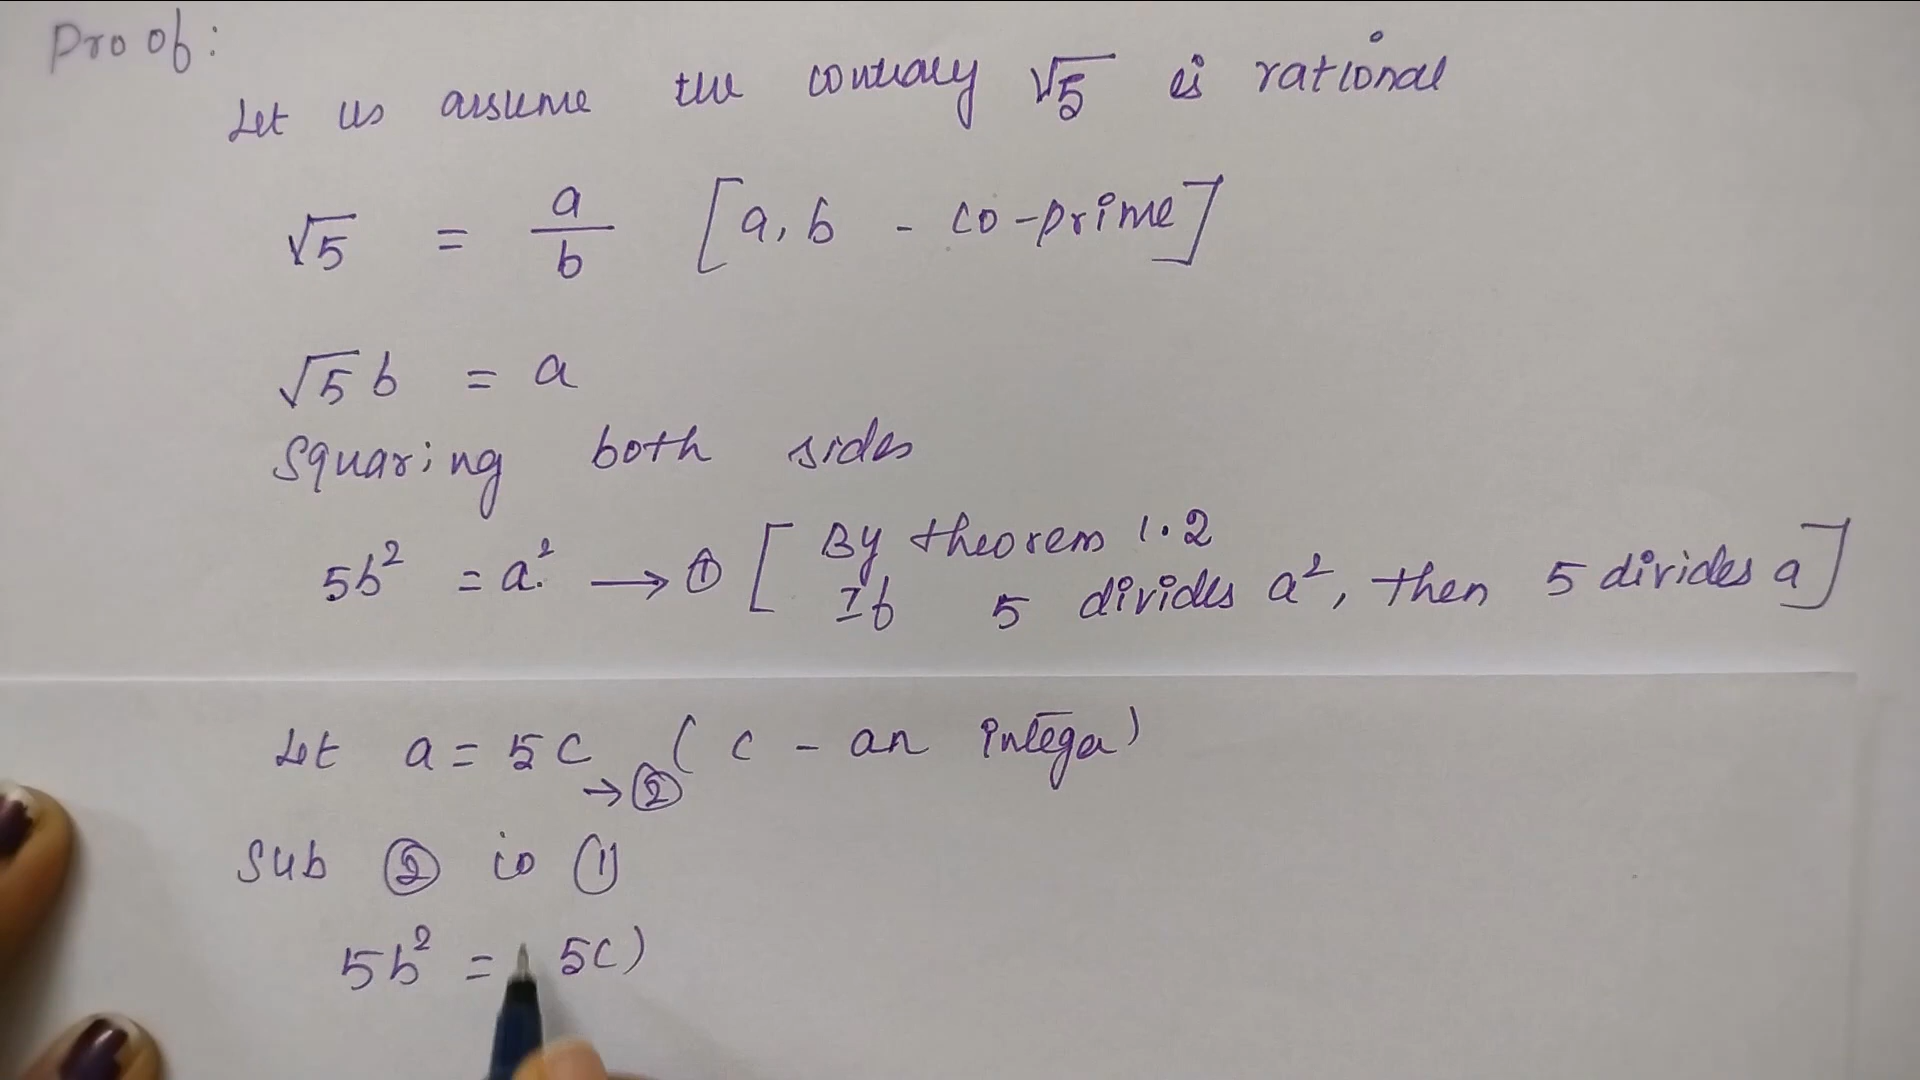 Proof:
Let us assume the contrary √5 is rational
√5 = a/b [a, b - co-prime]
√5 b = a
Squaring both sides
5b² = a² → ① [By theorem 1.2
If 5 divides a², then 5 divides a]
Let a = 5c → ② (c - an integer)
Sub ② in ①
5b² = 5c)